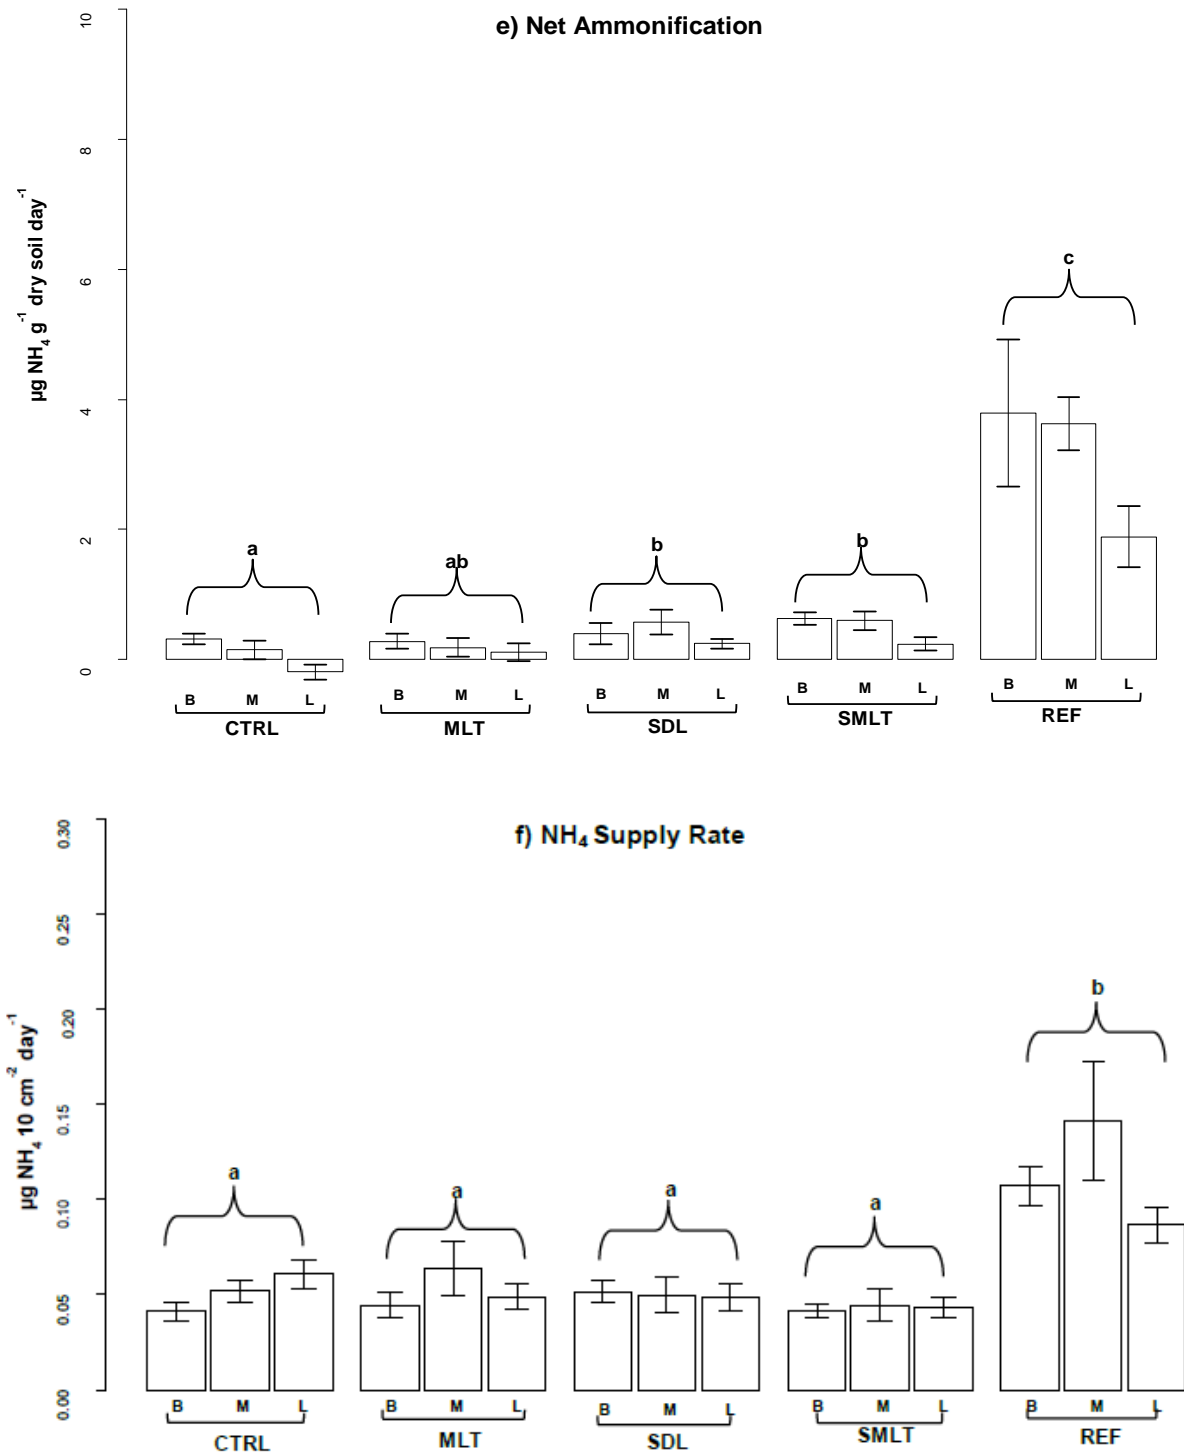 e) Net Ammonification
10
8
6
4
2
0
µg NH4 g-1 dry soil day-1
a
ab
b
b
c
B M L B M L B M L B M L B M L
CTRL MLT SDL SMLT REF
f) NH4 Supply Rate
0.30
0.25
0.20
0.15
0.10
0.05
0.00
µg NH4 10 cm-2 day-1
a
a
a
a
b
B M L B M L B M L B M L B M L
CTRL MLT SDL SMLT REF